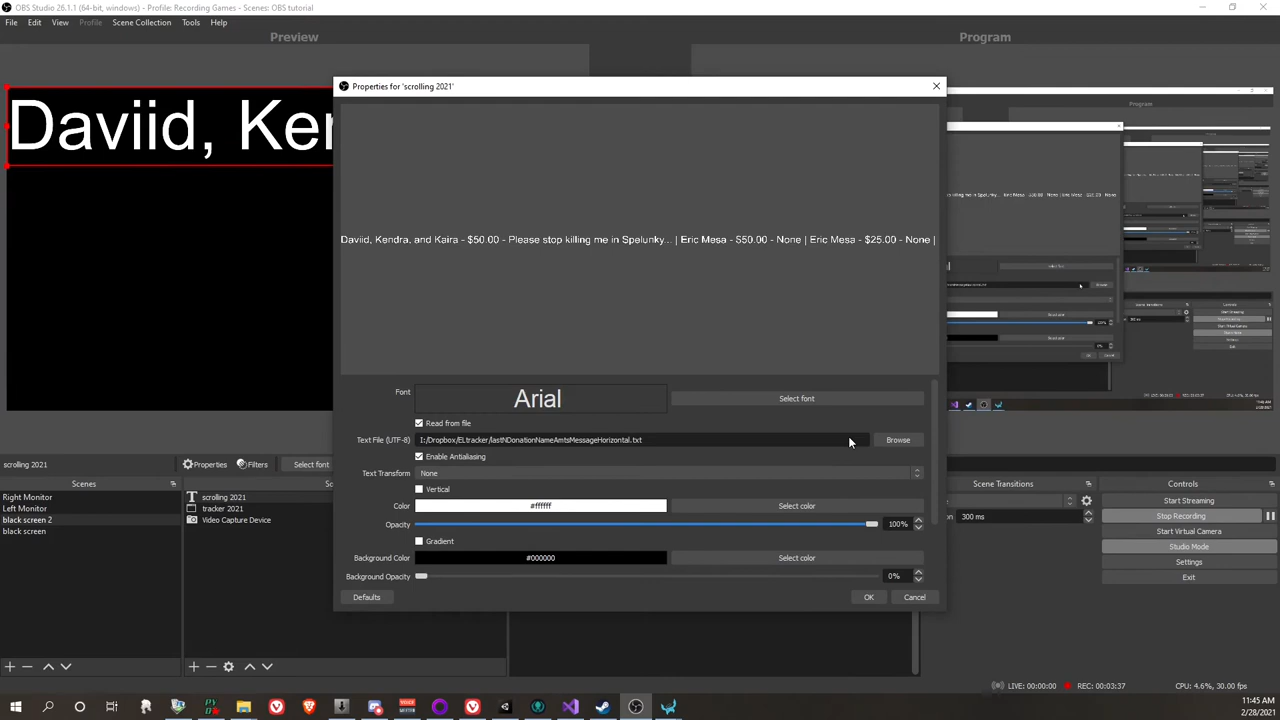 OBS Studio 26.1.1 (64-bit, windows) - Profile: Recording Games - Scenes: OBS tutorial
File Edit View Profile Scene Collection Tools Help
Preview
Program
Properties for 'scrolling 2021'
Program
Daviid, Ker
Daviid, Kendra, and Kaira - $50.00 - Please stop killing me in Spelunky... | Eric Mesa - $50.00 - None | Eric Mesa - $25.00 - None |
Font Arial Select font
Read from file
Text File (UTF-8) I:/Dropbox/ELtracker/lastNDonationNameAmtsMessageHorizontal.txt Browse
Enable Antialiasing
Text Transform None
Vertical
Color #ffffff Select color
Opacity 100%
Gradient
Background Color #000000 Select color
Background Opacity 0%
Defaults OK Cancel
scrolling 2021 Properties Filters Select font
Scenes
Right Monitor
Left Monitor
black screen 2
black screen
So
scrolling 2021
tracker 2021
Video Capture Device
Scene Transitions
300 ms
Controls
Start Streaming
Stop Recording
Start Virtual Camera
Studio Mode
Settings
Exit
LIVE: 00:00:00 REC: 00:03:37 CPU: 4.6%, 30.00 fps
11:45 AM
2/28/2021